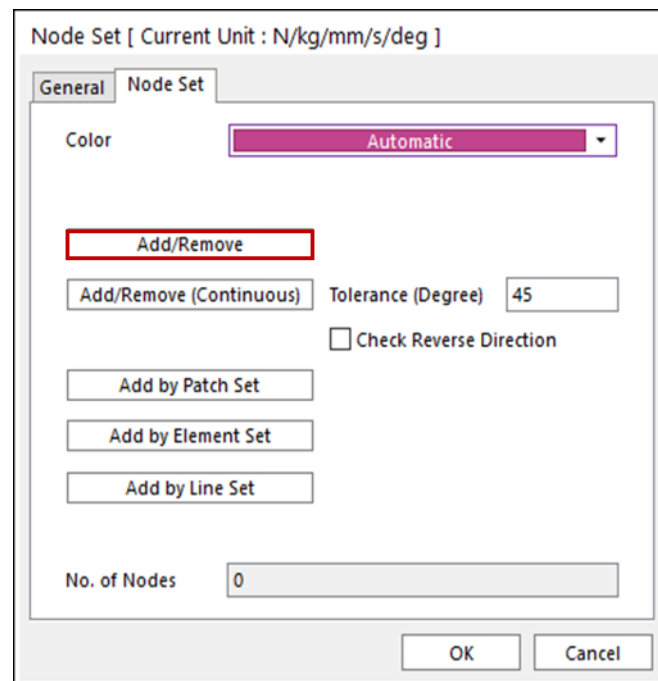 Node Set [ Current Unit : N/kg/mm/s/deg ]
General Node Set
Color Automatic
Add/Remove
Add/Remove (Continuous) Tolerance (Degree) 45
Check Reverse Direction
Add by Patch Set
Add by Element Set
Add by Line Set
No. of Nodes 0
OK Cancel